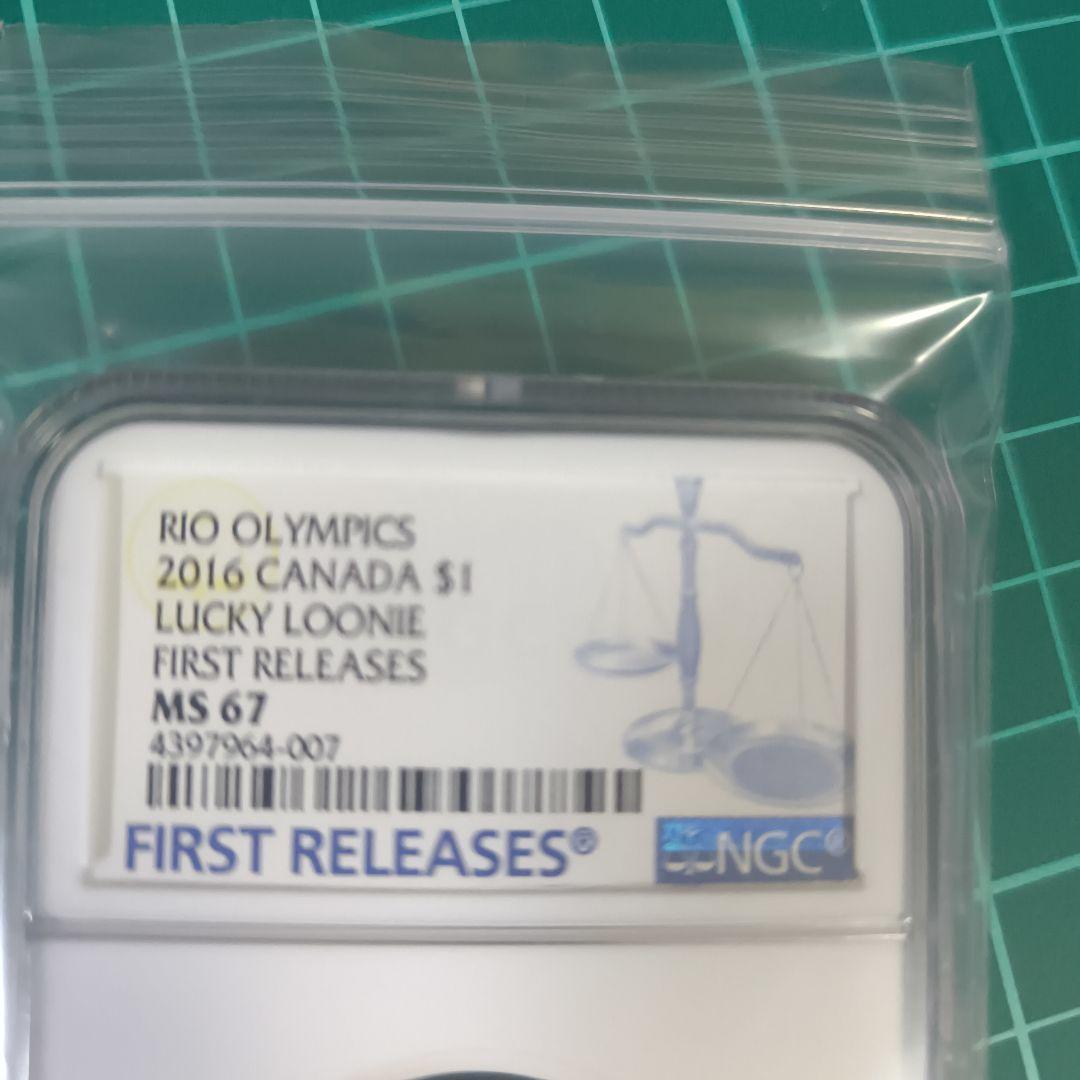 RIO OLYMPICS
2016 CANADA $1
LUCKY LOONIE
FIRST RELEASES
MS 67
4397964-007
FIRST RELEASES®
NGC®